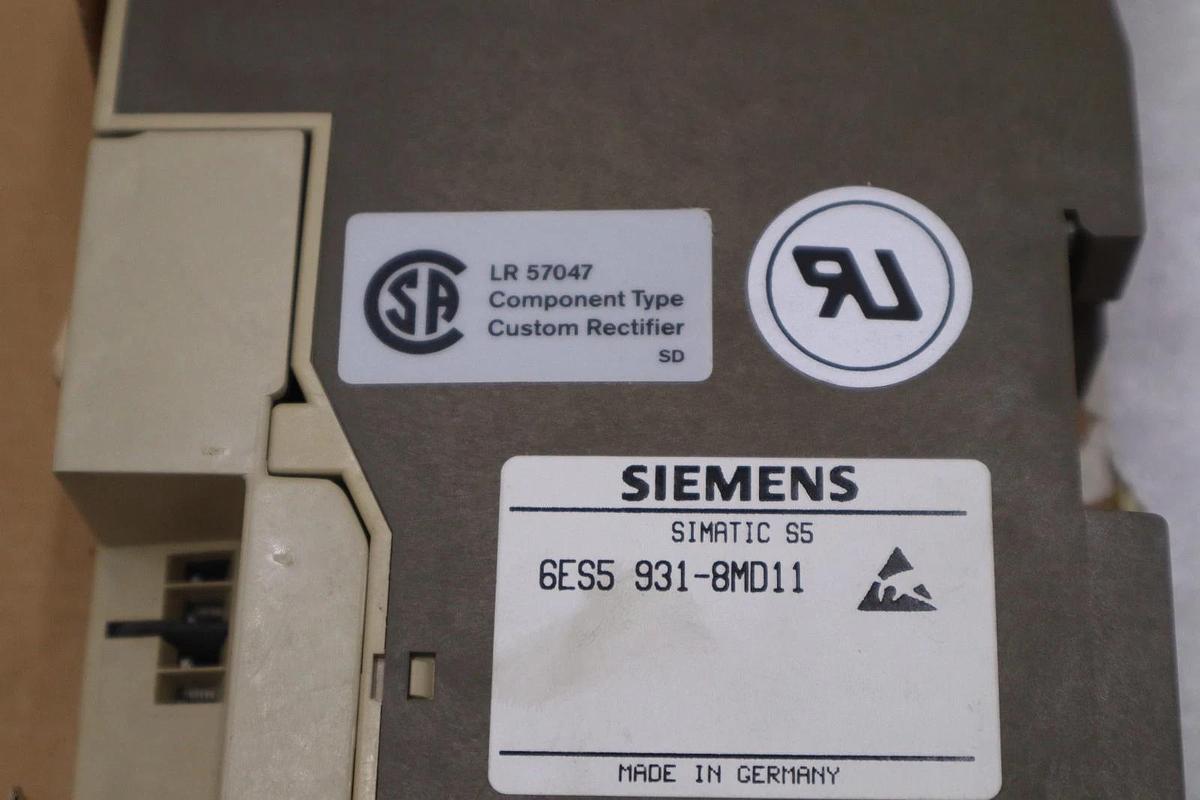 LR 57047
Component Type
Custom Rectifier
SD
SIEMENS
SIMATIC S5
6ES5 931-8MD11
MADE IN GERMANY